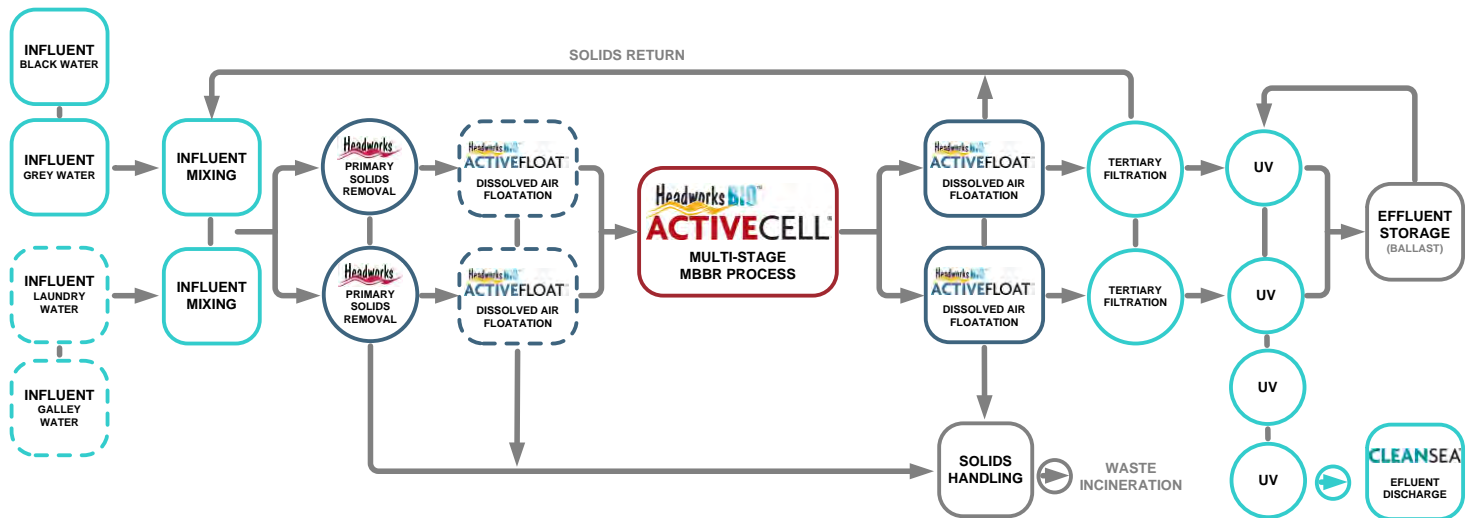 SOLIDS RETURN
INFLUENT
BLACK WATER
INFLUENT
GREY WATER
INFLUENT
LAUNDRY
WATER
INFLUENT
GALLEY
WATER
INFLUENT
MIXING
INFLUENT
MIXING
Headworks
PRIMARY
SOLIDS
REMOVAL
Headworks
PRIMARY
SOLIDS
REMOVAL
Headworks BIO
ACTIVEFLOAT
DISSOLVED AIR
FLOATATION
Headworks BIO
ACTIVEFLOAT
DISSOLVED AIR
FLOATATION
Headworks BIO™
ACTIVECELL
MULTI-STAGE
MBBR PROCESS
Headworks BIO
ACTIVEFLOAT
DISSOLVED AIR
FLOATATION
Headworks BIO
ACTIVEFLOAT
DISSOLVED AIR
FLOATATION
TERTIARY
FILTRATION
TERTIARY
FILTRATION
UV
UV
UV
UV
EFFLUENT
STORAGE
(BALLAST)
SOLIDS
HANDLING
WASTE
INCINERATION
CLEANSEA
EFLUENT
DISCHARGE